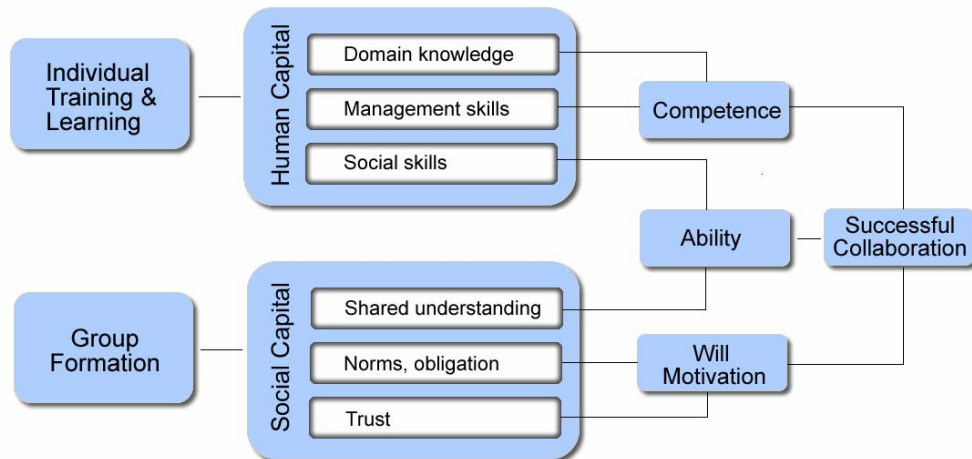 Individual
Training &
Learning
Human Capital
Domain knowledge
Management skills
Social skills
Competence
Ability
Successful
Collaboration
Group
Formation
Social Capital
Shared understanding
Norms, obligation
Trust
Will
Motivation